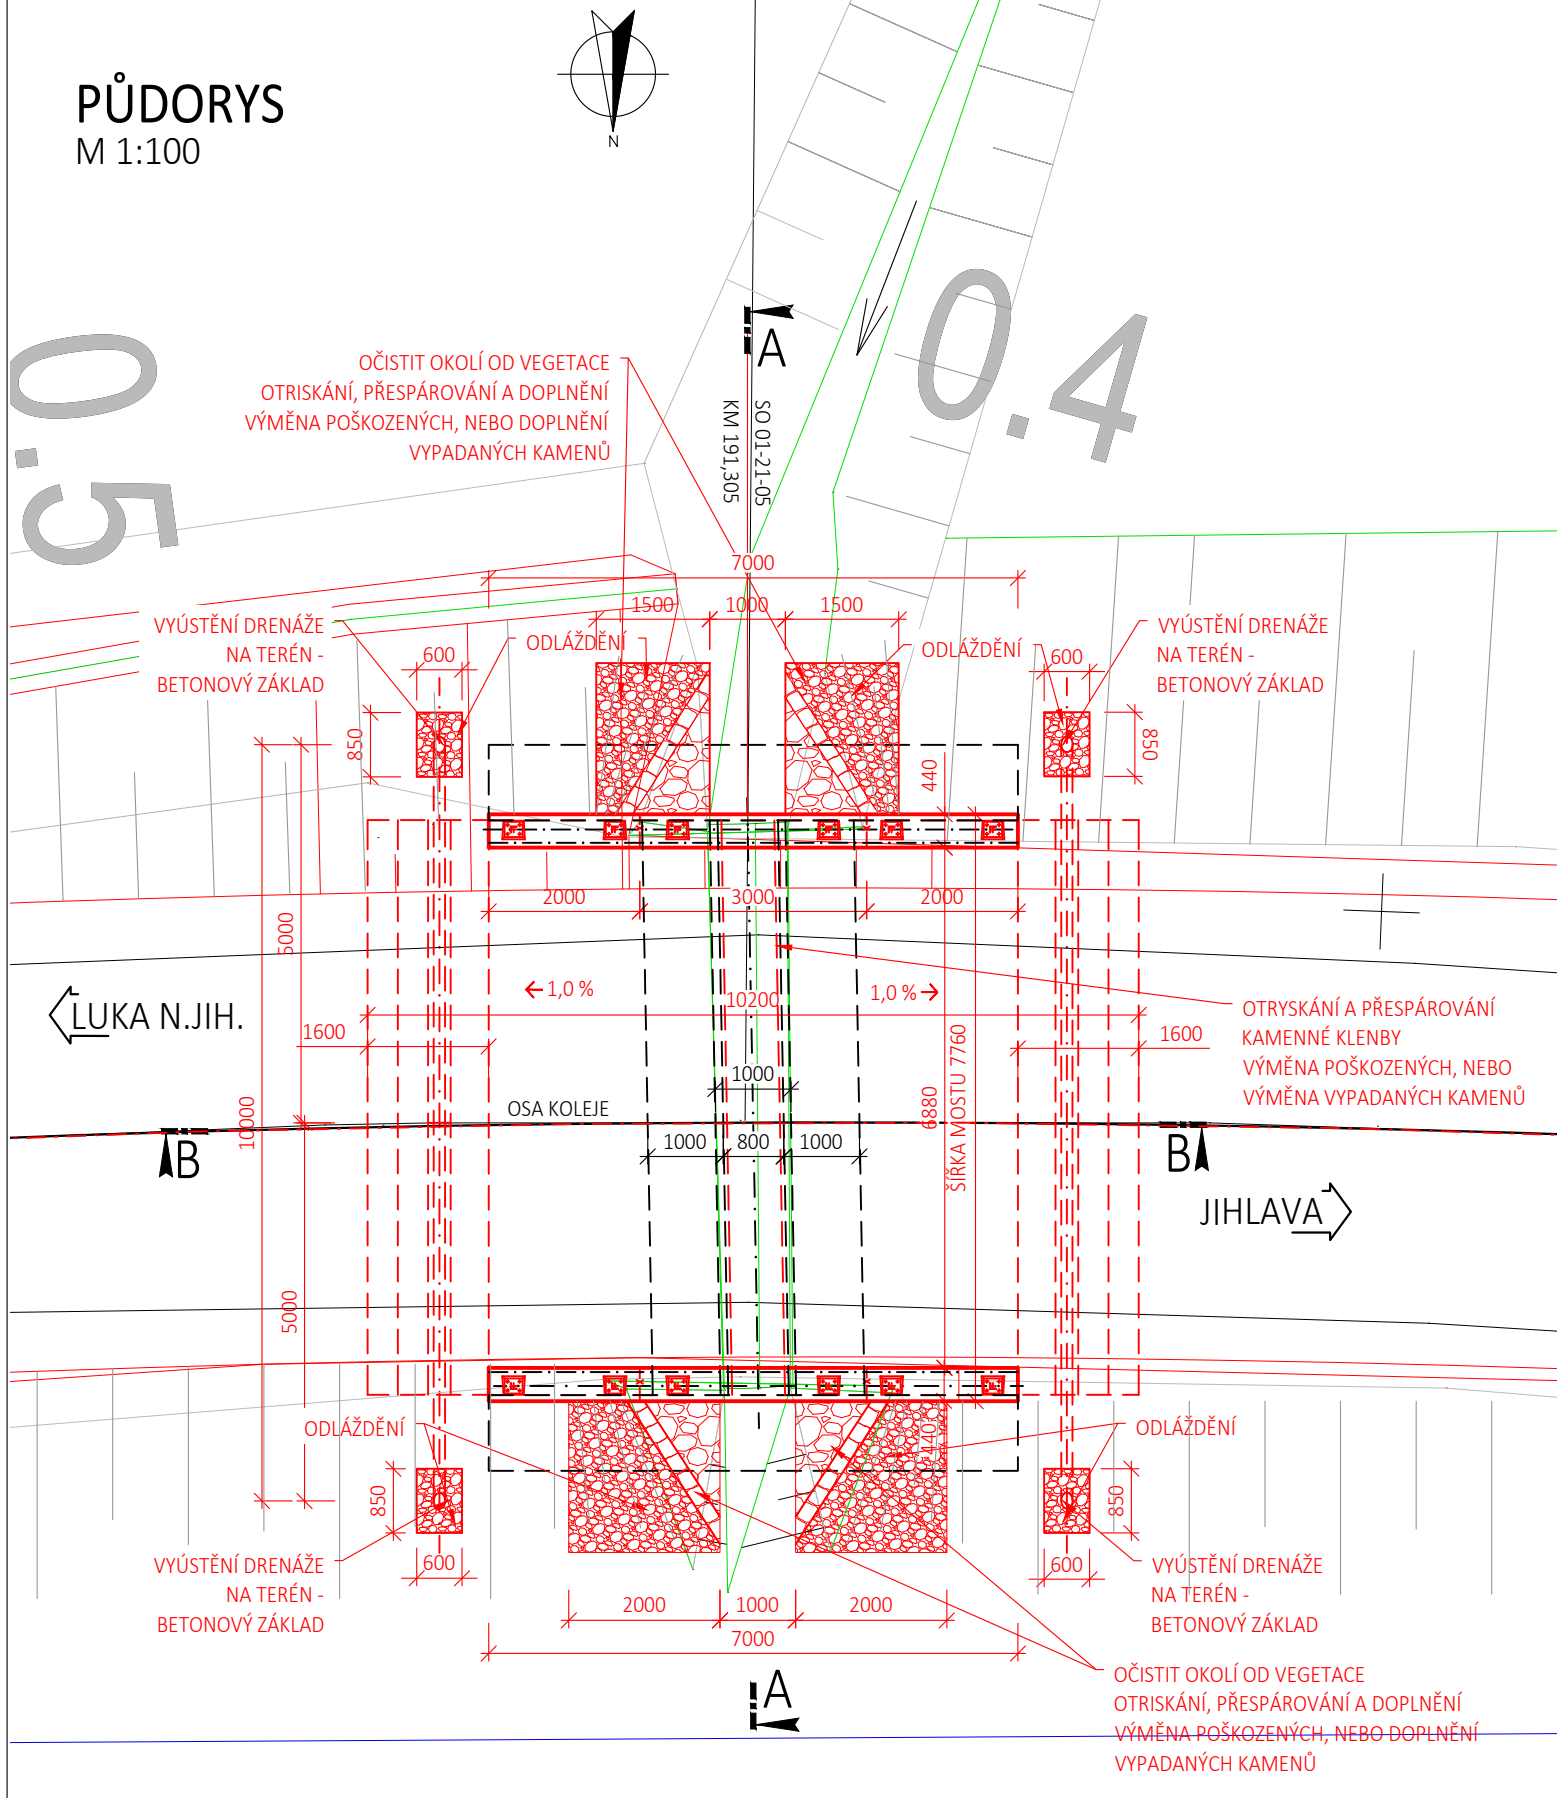 PŮDORYS
M 1:100
N
0.5
0.4
A
OČISTIT OKOLÍ OD VEGETACE
OTRISKÁNÍ, PŘESPÁROVÁNÍ A DOPLNĚNÍ
VÝMĚNA POŠKOZENÝCH, NEBO DOPLNĚNÍ
VYPADANÝCH KAMENŮ
SO 01-21-05
KM 191,305
7000
1500
1000
1500
VYÚSTĚNÍ DRENÁŽE
NA TERÉN -
BETONOVÝ ZÁKLAD
ODLÁŽDĚNÍ
600
850
ODLÁŽDĚNÍ
600
850
VYÚSTĚNÍ DRENÁŽE
NA TERÉN -
BETONOVÝ ZÁKLAD
440
2000
3000
2000
5000
1,0 %
10200
1,0 %
LUKA N.JIH.
1600
1600
OTRYSKÁNÍ A PŘESPÁROVÁNÍ
KAMENNÉ KLENBY
VÝMĚNA POŠKOZENÝCH, NEBO
VÝMĚNA VYPADANÝCH KAMENŮ
1000
OSA KOLEJE
10000
6880
ŠÍŘKA MOSTU 7760
1000
800
1000
B
B
JIHLAVA
5000
ODLÁŽDĚNÍ
440
ODLÁŽDĚNÍ
850
850
600
600
VYÚSTĚNÍ DRENÁŽE
NA TERÉN -
BETONOVÝ ZÁKLAD
VYÚSTĚNÍ DRENÁŽE
NA TERÉN -
BETONOVÝ ZÁKLAD
2000
1000
2000
7000
A
OČISTIT OKOLÍ OD VEGETACE
OTRISKÁNÍ, PŘESPÁROVÁNÍ A DOPLNĚNÍ
VÝMĚNA POŠKOZENÝCH, NEBO DOPLNĚNÍ
VYPADANÝCH KAMENŮ